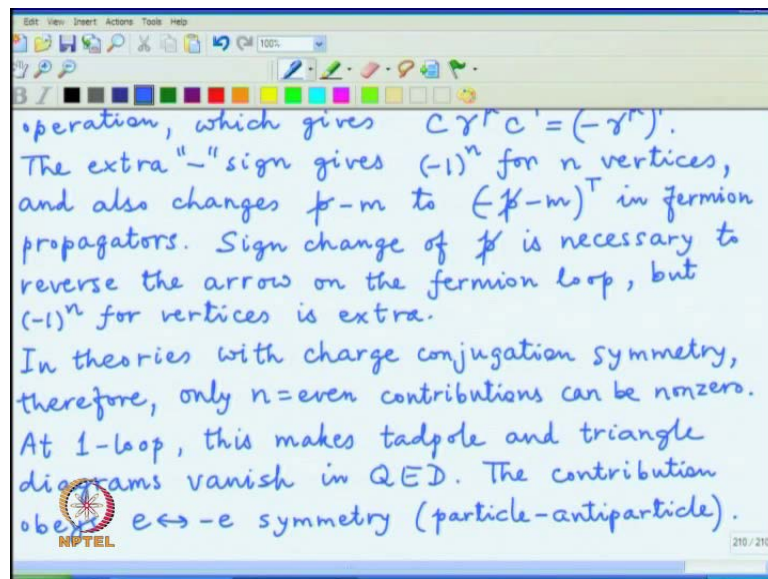 Edit View Insert Actions Tools Help
100%
B I
operation, which gives C γ^μ C^-1 = (-γ^μ)^T.
The extra "-" sign gives (-1)^n for n vertices,
and also changes p̸-m to (-p̸-m)^T in fermion
propagators. Sign change of p̸ is necessary to
reverse the arrow on the fermion loop, but
(-1)^n for vertices is extra.
In theories with charge conjugation symmetry,
therefore, only n = even contributions can be nonzero.
At 1-loop, this makes tadpole and triangle
diagrams vanish in QED. The contribution
obeys e ↔ -e symmetry (particle-antiparticle).
NPTEL
210 / 210